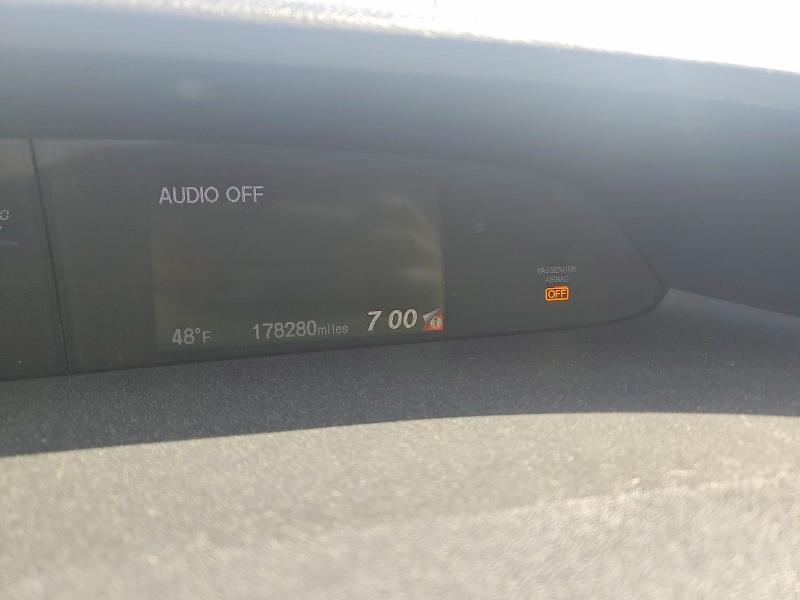 AUDIO OFF
PASSENGER
AIRBAG
OFF
48°F 178280miles 7 00 i